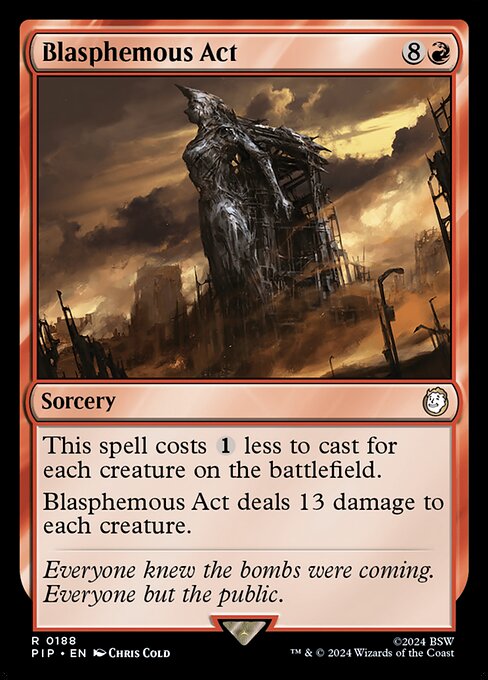 Blasphemous Act 8
Sorcery
This spell costs 1 less to cast for
each creature on the battlefield.
Blasphemous Act deals 13 damage to
each creature.
Everyone knew the bombs were coming.
Everyone but the public.
R 0188 ©2024 BSW
PIP • EN Chris Cold ™ & © 2024 Wizards of the Coast